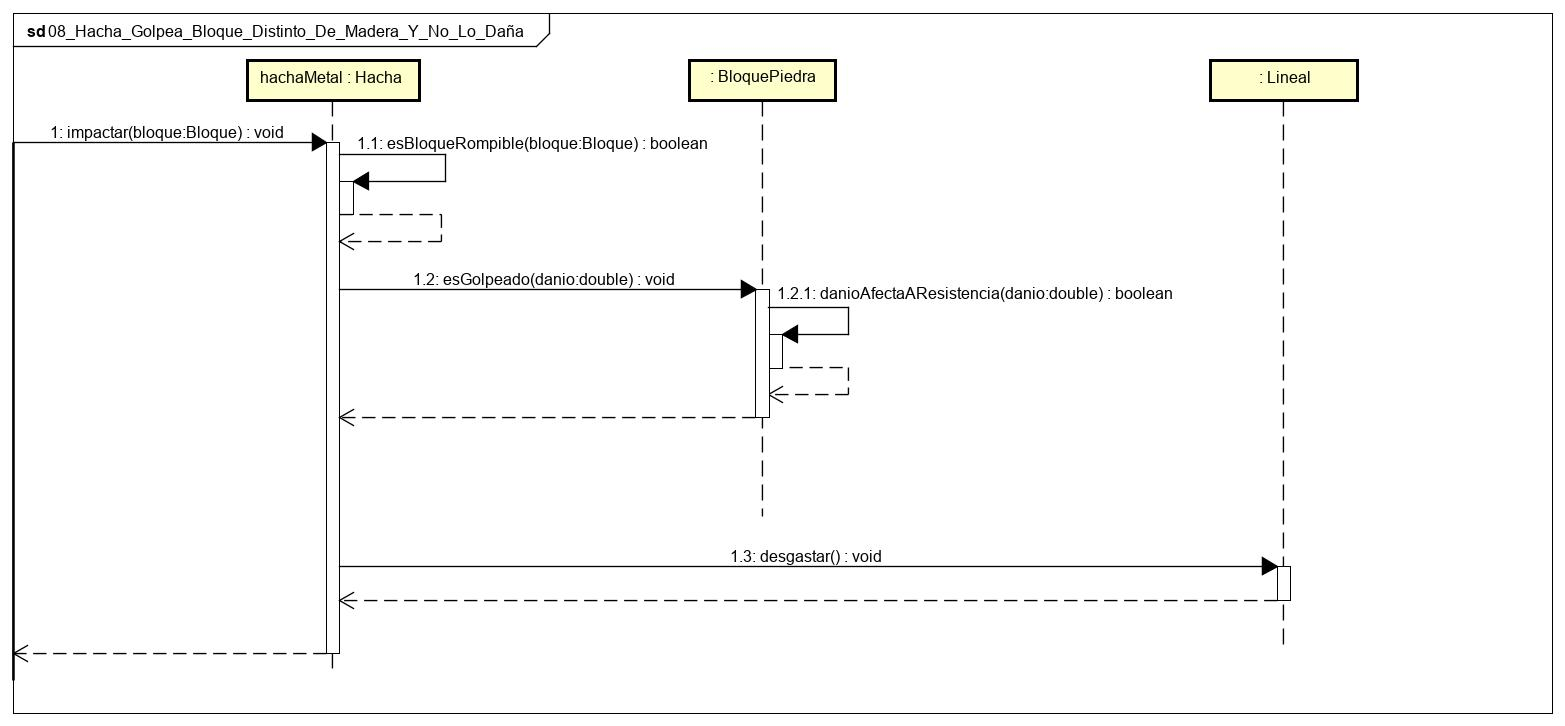 sd 08_Hacha_Golpea_Bloque_Distinto_De_Madera_Y_No_Lo_Daña
hachaMetal : Hacha
: BloquePiedra
: Lineal
1: impactar(bloque:Bloque) : void
1.1: esBloqueRompible(bloque:Bloque) : boolean
1.2: esGolpeado(danio:double) : void
1.2.1: danioAfectaAResistencia(danio:double) : boolean
1.3: desgastar() : void